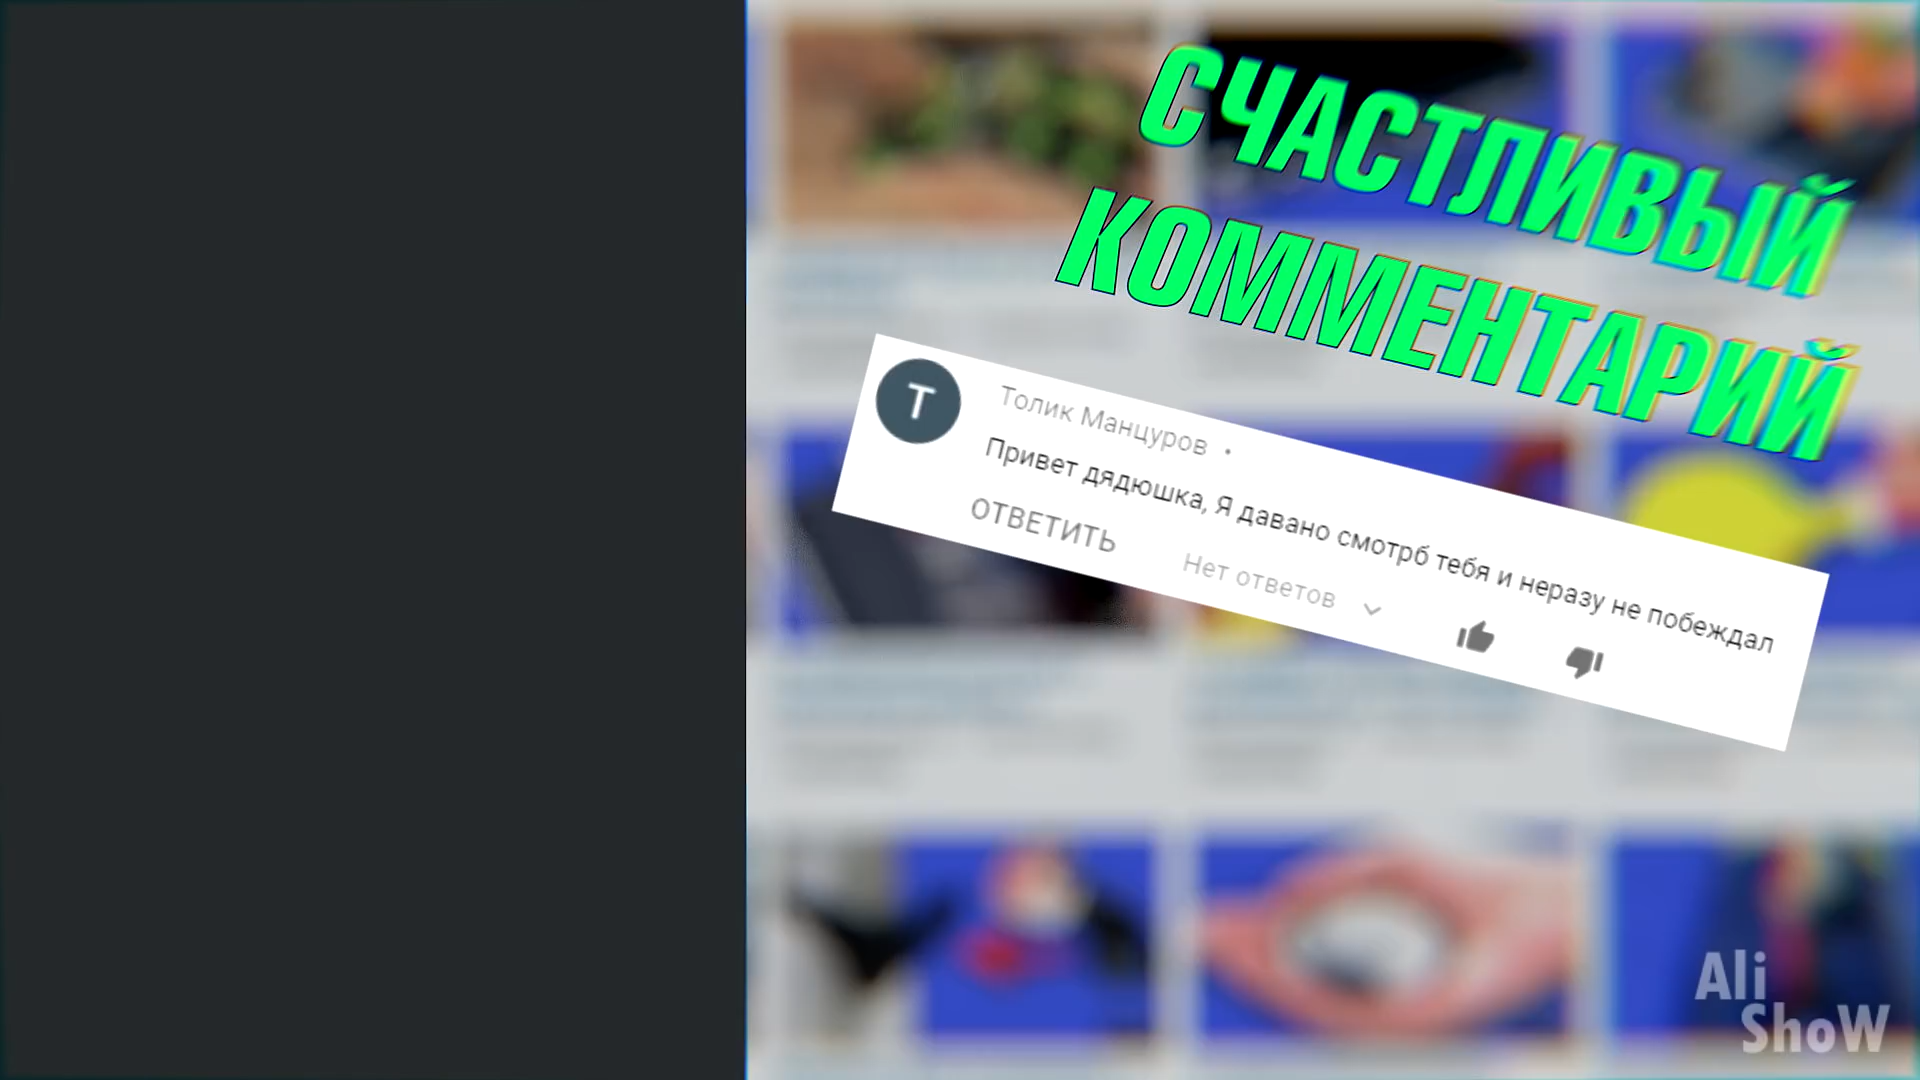 СЧАСТЛИВЫЙ
КОММЕНТАРИЙ
Т
Толик Манцуров •
Привет дядюшка, Я давано смотрб тебя и неразу не побеждал
ОТВЕТИТЬ
Нет ответов
Ali
ShoW